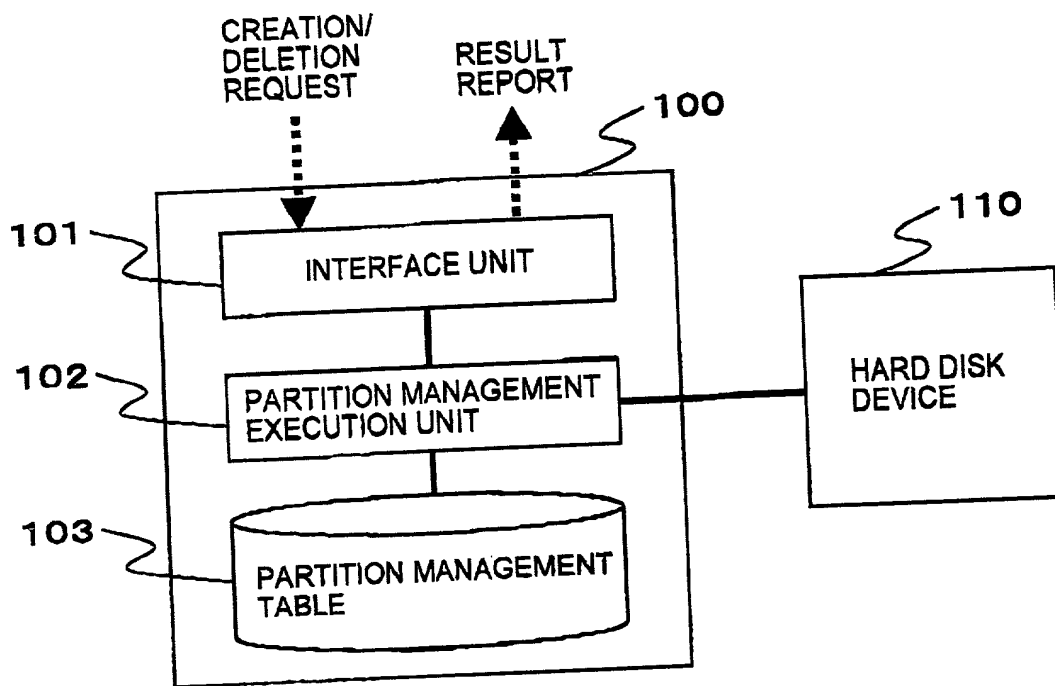 CREATION/
DELETION
REQUEST
RESULT
REPORT
100
101
INTERFACE UNIT
110
102
PARTITION MANAGEMENT
EXECUTION UNIT
HARD DISK
DEVICE
103
PARTITION MANAGEMENT
TABLE